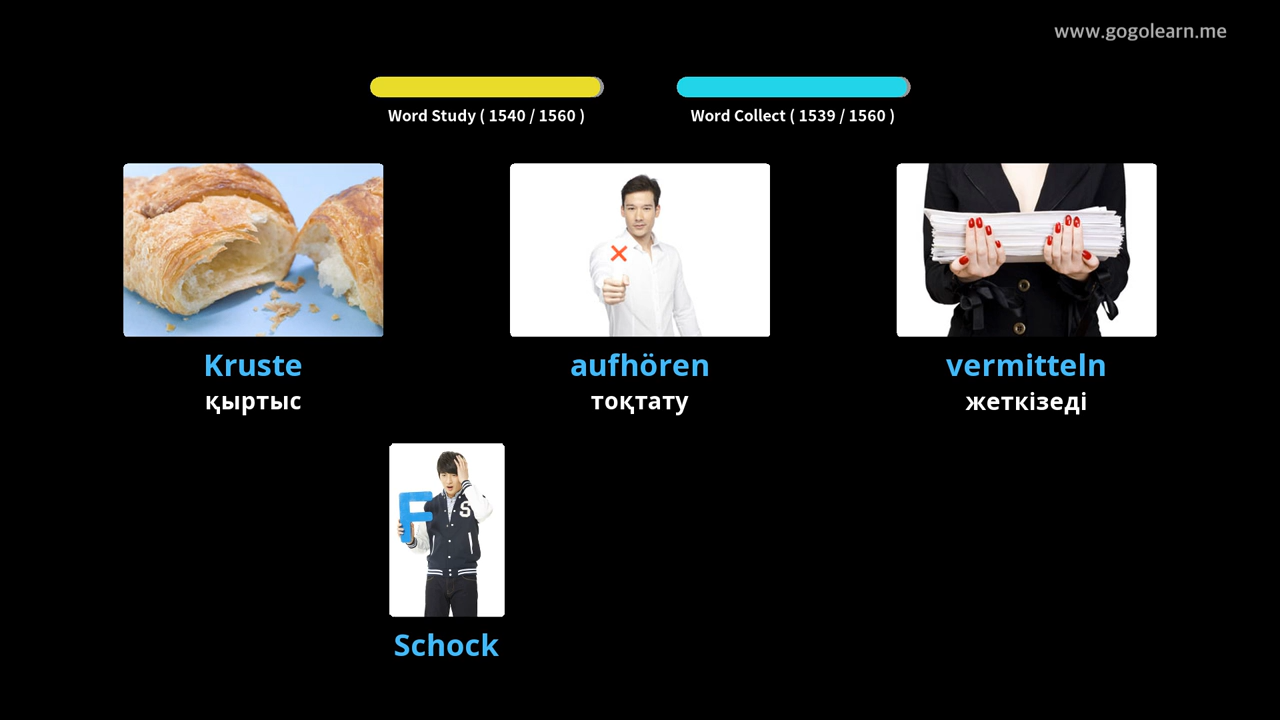 www.gogolearn.me
Word Study ( 1540 / 1560 )
Word Collect ( 1539 / 1560 )
Kruste
aufhören
vermitteln
қыртыс
тоқтату
жеткізеді
F
S
Schock